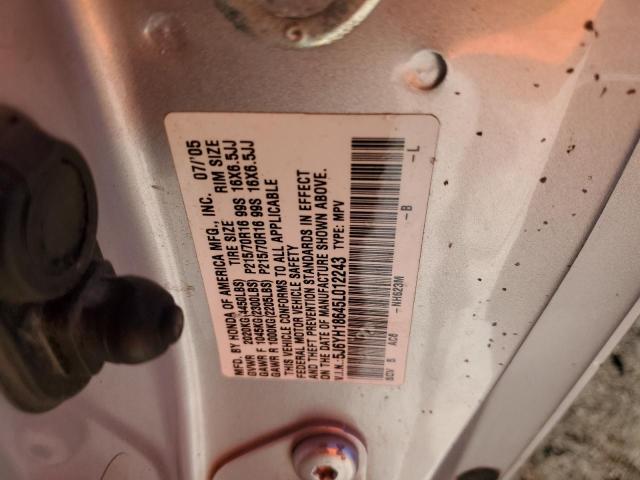 MFD. BY HONDA OF AMERICA MFG., INC. 07/'05
GVWR 2020KG(4450LBS) TIRE SIZE RIM SIZE
GAWR F 1045KG(2300LBS) P215/70R16 99S 16X6.5JJ
GAWR R 1000KG(2205LBS) P215/70R16 99S 16X6.5JJ
THIS VEHICLE CONFORMS TO ALL APPLICABLE
FEDERAL MOTOR VEHICLE SAFETY
AND THEFT PREVENTION STANDARDS IN EFFECT
ON THE DATE OF MANUFACTURE SHOWN ABOVE.
V.I.N. 5J6YH18645L012243 TYPE: MPV
-NH623M -B -L